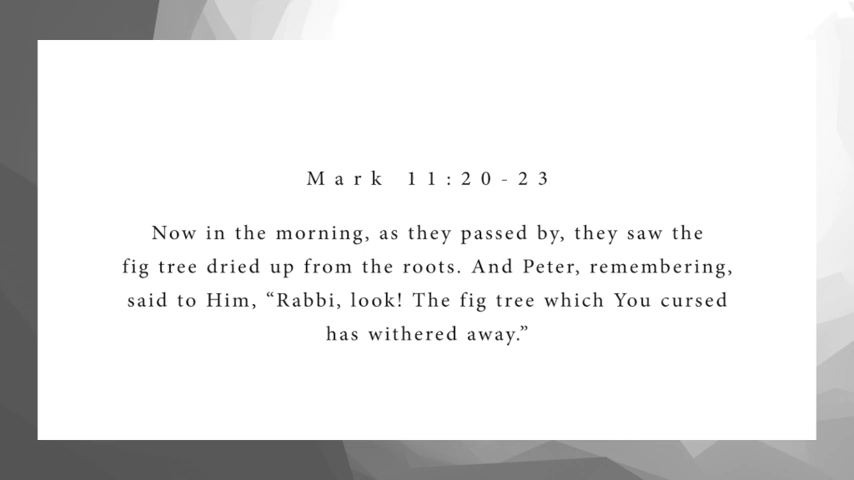 Mark 11:20-23
Now in the morning, as they passed by, they saw the
fig tree dried up from the roots. And Peter, remembering,
said to Him, “Rabbi, look! The fig tree which You cursed
has withered away.”